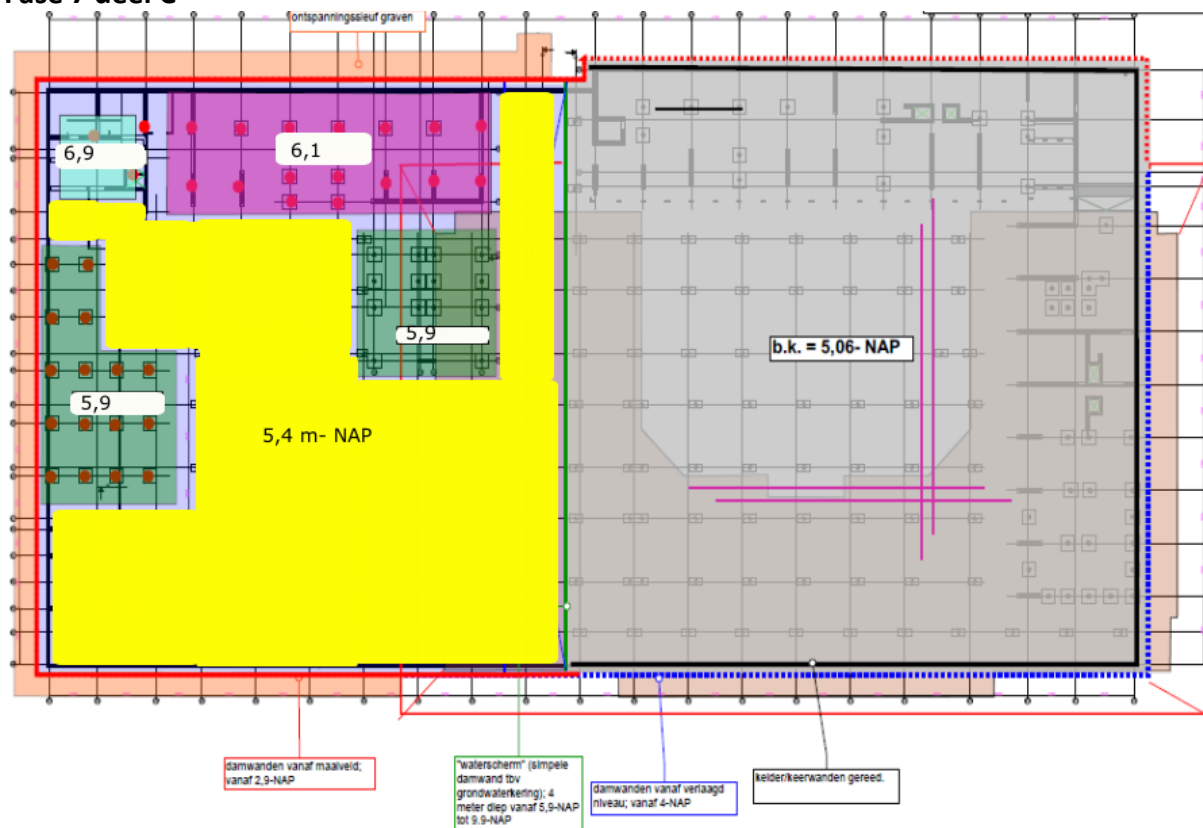 Fase 7 deel C
ontspanningssleuf graven
6,9
6,1
5,9
b.k. = 5,06- NAP
5,9
5,4 m- NAP
damwanden vanaf maaiveld;
vanaf 2,9-NAP
"waterscherm" (simpele
damwand tbv
grondwaterkering); 4
meter diep vanaf 5,9-NAP
tot 9.9-NAP
damwanden vanaf verlaagd
niveau; vanaf 4-NAP
kelder/keerwanden gereed.